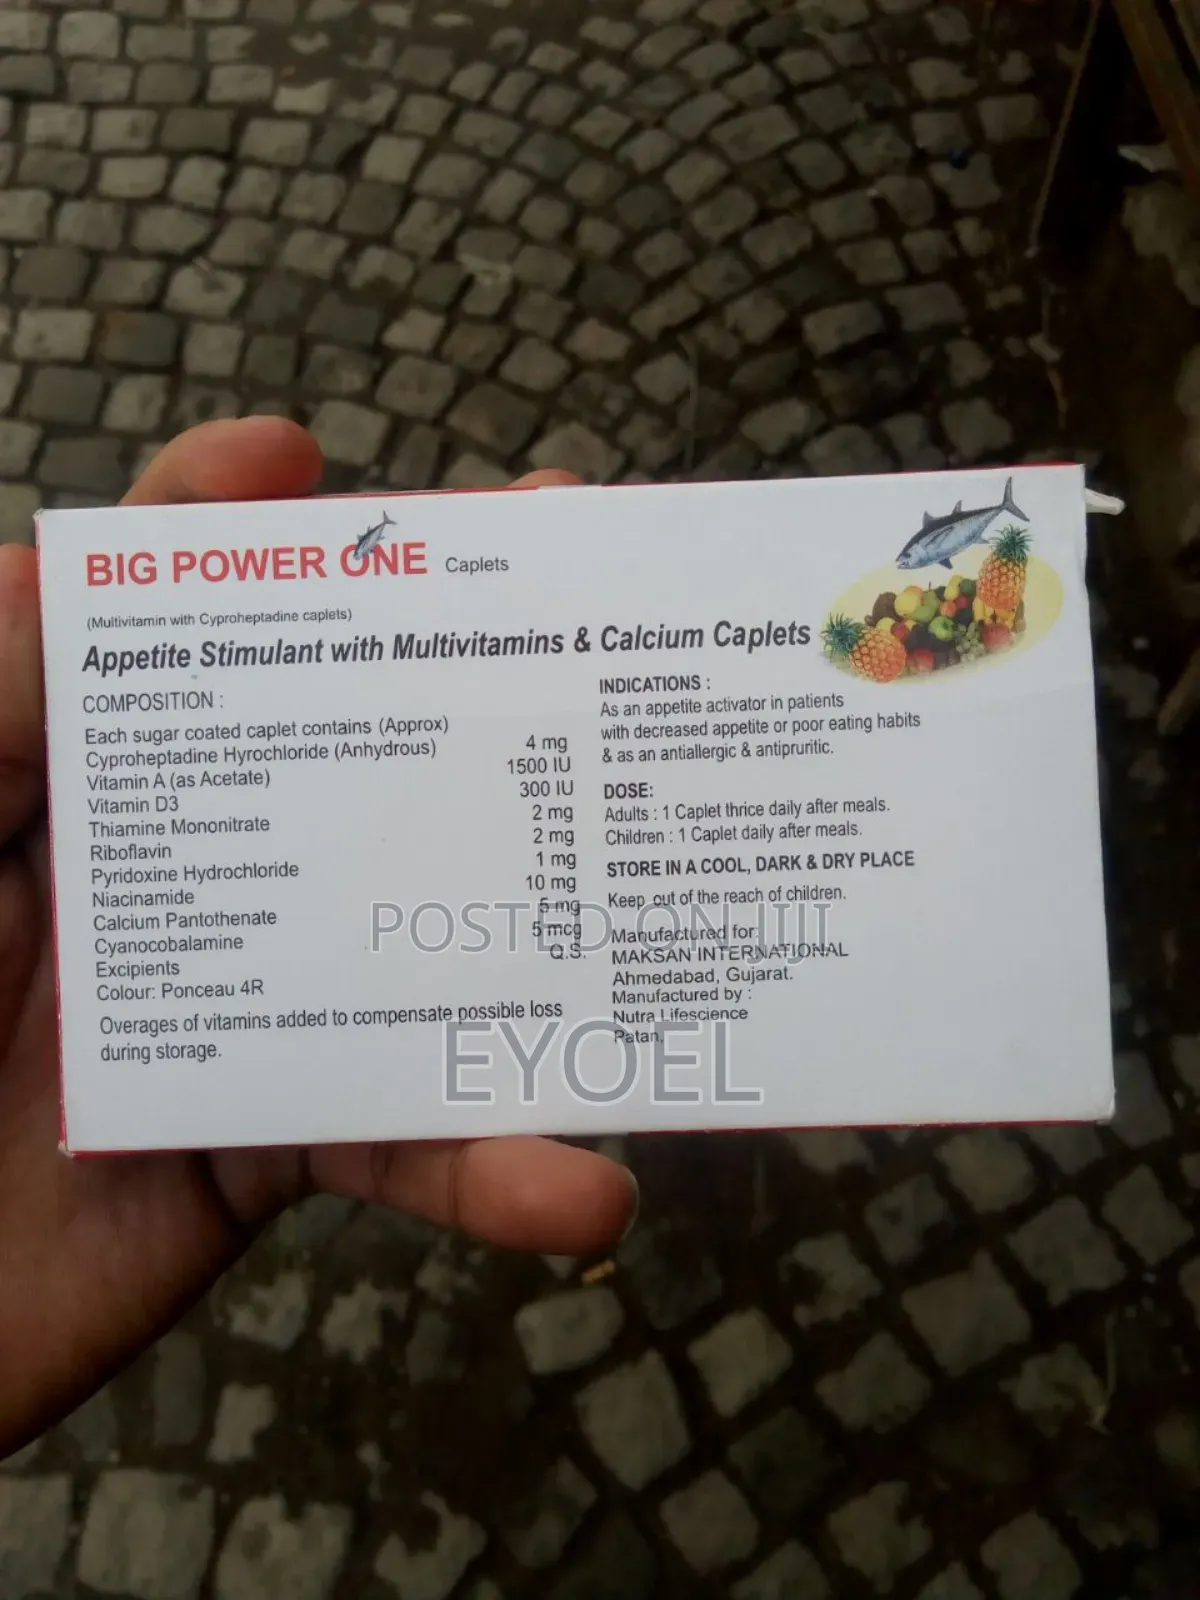 BIG POWER ONE Caplets
(Multivitamin with Cyproheptadine caplets)
Appetite Stimulant with Multivitamins & Calcium Caplets
COMPOSITION :
Each sugar coated caplet contains (Approx)
Cyproheptadine Hyrochloride (Anhydrous) 4 mg
Vitamin A (as Acetate) 1500 IU
Vitamin D3 300 IU
Thiamine Mononitrate 2 mg
Riboflavin 2 mg
Pyridoxine Hydrochloride 1 mg
Niacinamide 10 mg
Calcium Pantothenate 5 mg
Cyanocobalamine 5 mcg
Excipients Q.S.
Colour: Ponceau 4R
Overages of vitamins added to compensate possible loss
during storage.
INDICATIONS :
As an appetite activator in patients
with decreased appetite or poor eating habits
& as an antiallergic & antipruritic.
DOSE:
Adults : 1 Caplet thrice daily after meals.
Children : 1 Caplet daily after meals.
STORE IN A COOL, DARK & DRY PLACE
Keep out of the reach of children.
Manufactured for:
MAKSAN INTERNATIONAL
Ahmedabad, Gujarat.
Manufactured by :
Nutra Lifescience
Patan.
POSTED ON JIJI
EYOEL